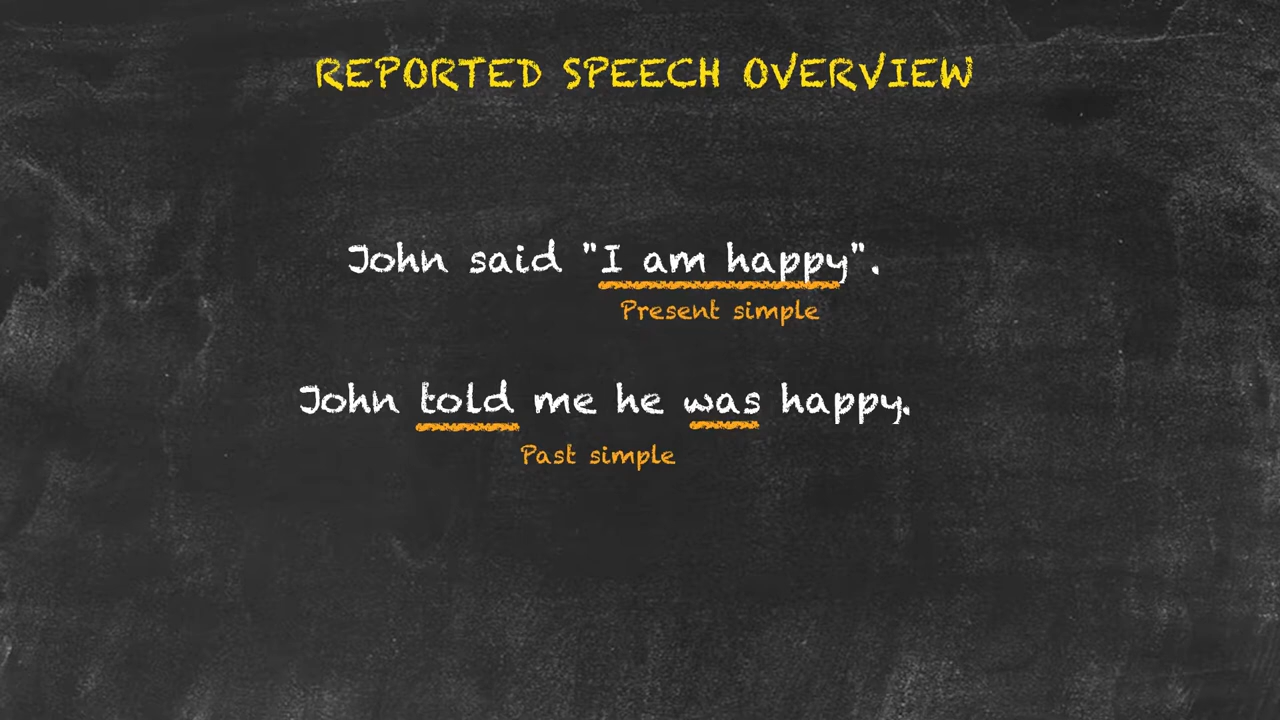 REPORTED SPEECH OVERVIEW
John said "I am happy".
Present simple
John told me he was happy.
Past simple